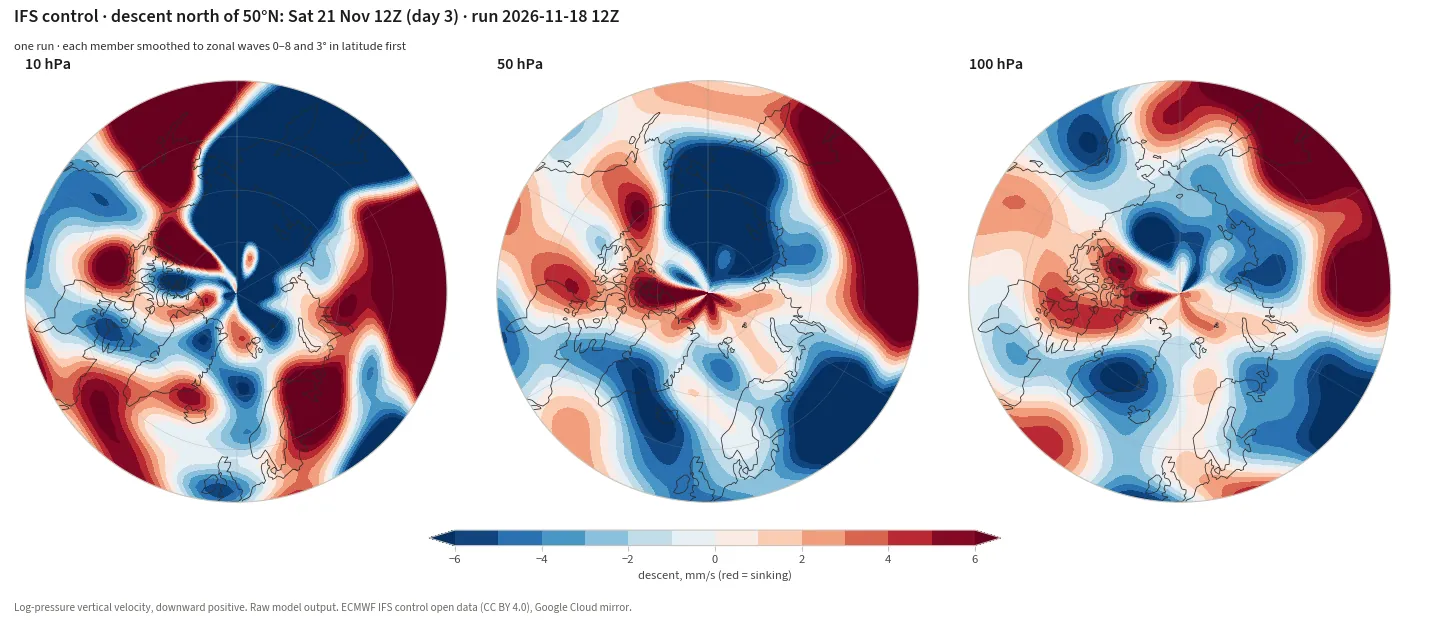 IFS control · descent north of 50°N: Sat 21 Nov 12Z (day 3) · run 2026-11-18 12Z
one run · each member smoothed to zonal waves 0–8 and 3° in latitude first
10 hPa
50 hPa
100 hPa
−6
−4
−2
0
2
4
6
descent, mm/s (red = sinking)
Log-pressure vertical velocity, downward positive. Raw model output. ECMWF IFS control open data (CC BY 4.0), Google Cloud mirror.